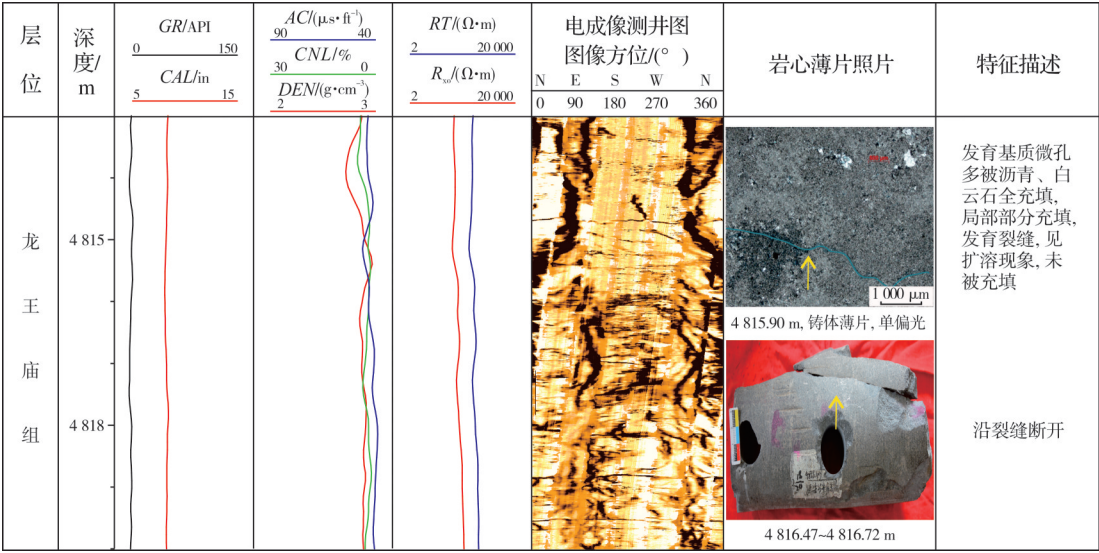 层位
深度/m
GR/API
0 150
CAL/in
5 15
AC/(μs·ft⁻¹)
90 40
CNL/%
30 0
DEN/(g·cm⁻³)
2 3
RT/(Ω·m)
2 20 000
Rxo/(Ω·m)
2 20 000
电成像测井图
图像方位/(°)
N E S W N
0 90 180 270 360
岩心薄片照片
特征描述
龙王庙组
4 815
4 818
1 000 μm
4 815.90 m, 铸体薄片, 单偏光
4 816.47~4 816.72 m
发育基质微孔
多被沥青、白
云石全充填,
局部部分充填,
发育裂缝, 见
扩溶现象, 未
被充填
沿裂缝断开